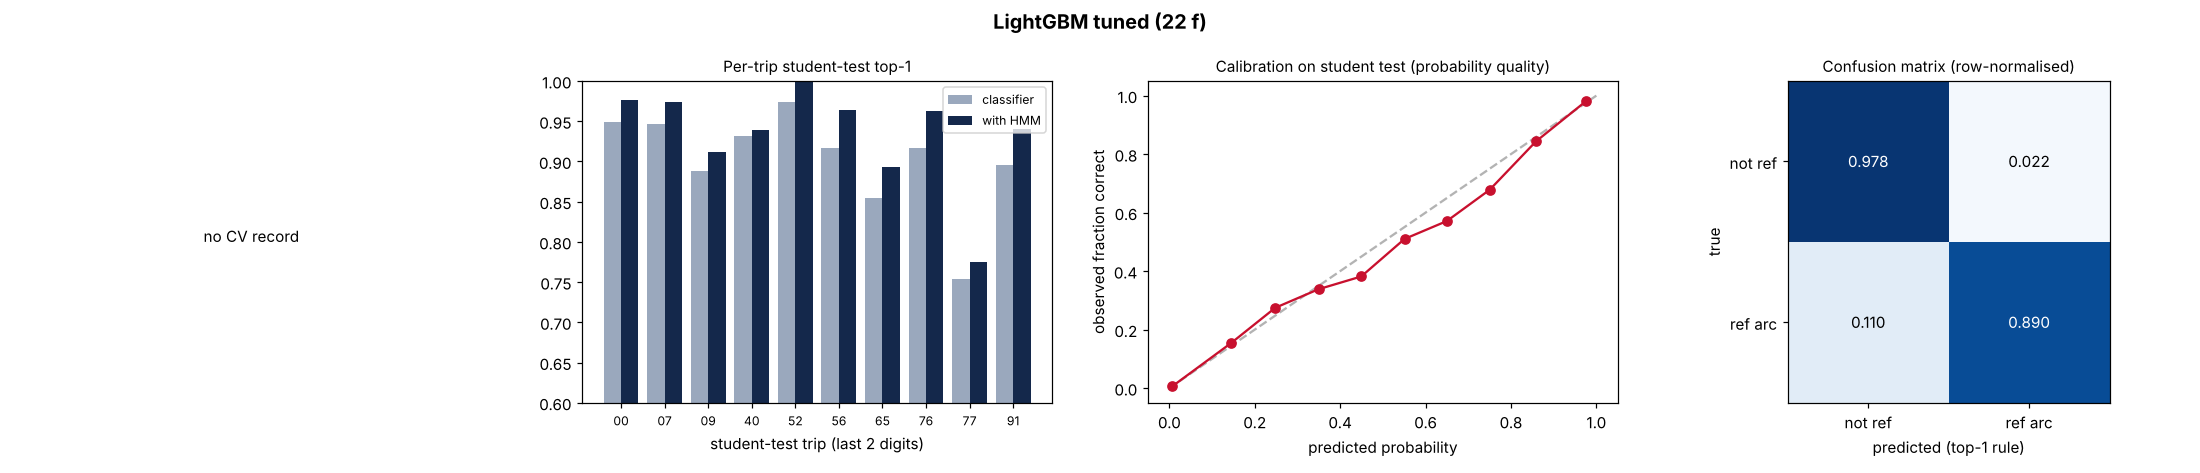 LightGBM tuned (22 f)
no CV record
Per-trip student-test top-1
1.00
0.95
0.90
0.85
0.80
0.75
0.70
0.65
0.60
classifier
with HMM
00 07 09 40 52 56 65 76 77 91
student-test trip (last 2 digits)
Calibration on student test (probability quality)
observed fraction correct
1.0
0.8
0.6
0.4
0.2
0.0
0.0 0.2 0.4 0.6 0.8 1.0
predicted probability
Confusion matrix (row-normalised)
true
not ref
0.978 0.022
ref arc
0.110 0.890
not ref ref arc
predicted (top-1 rule)